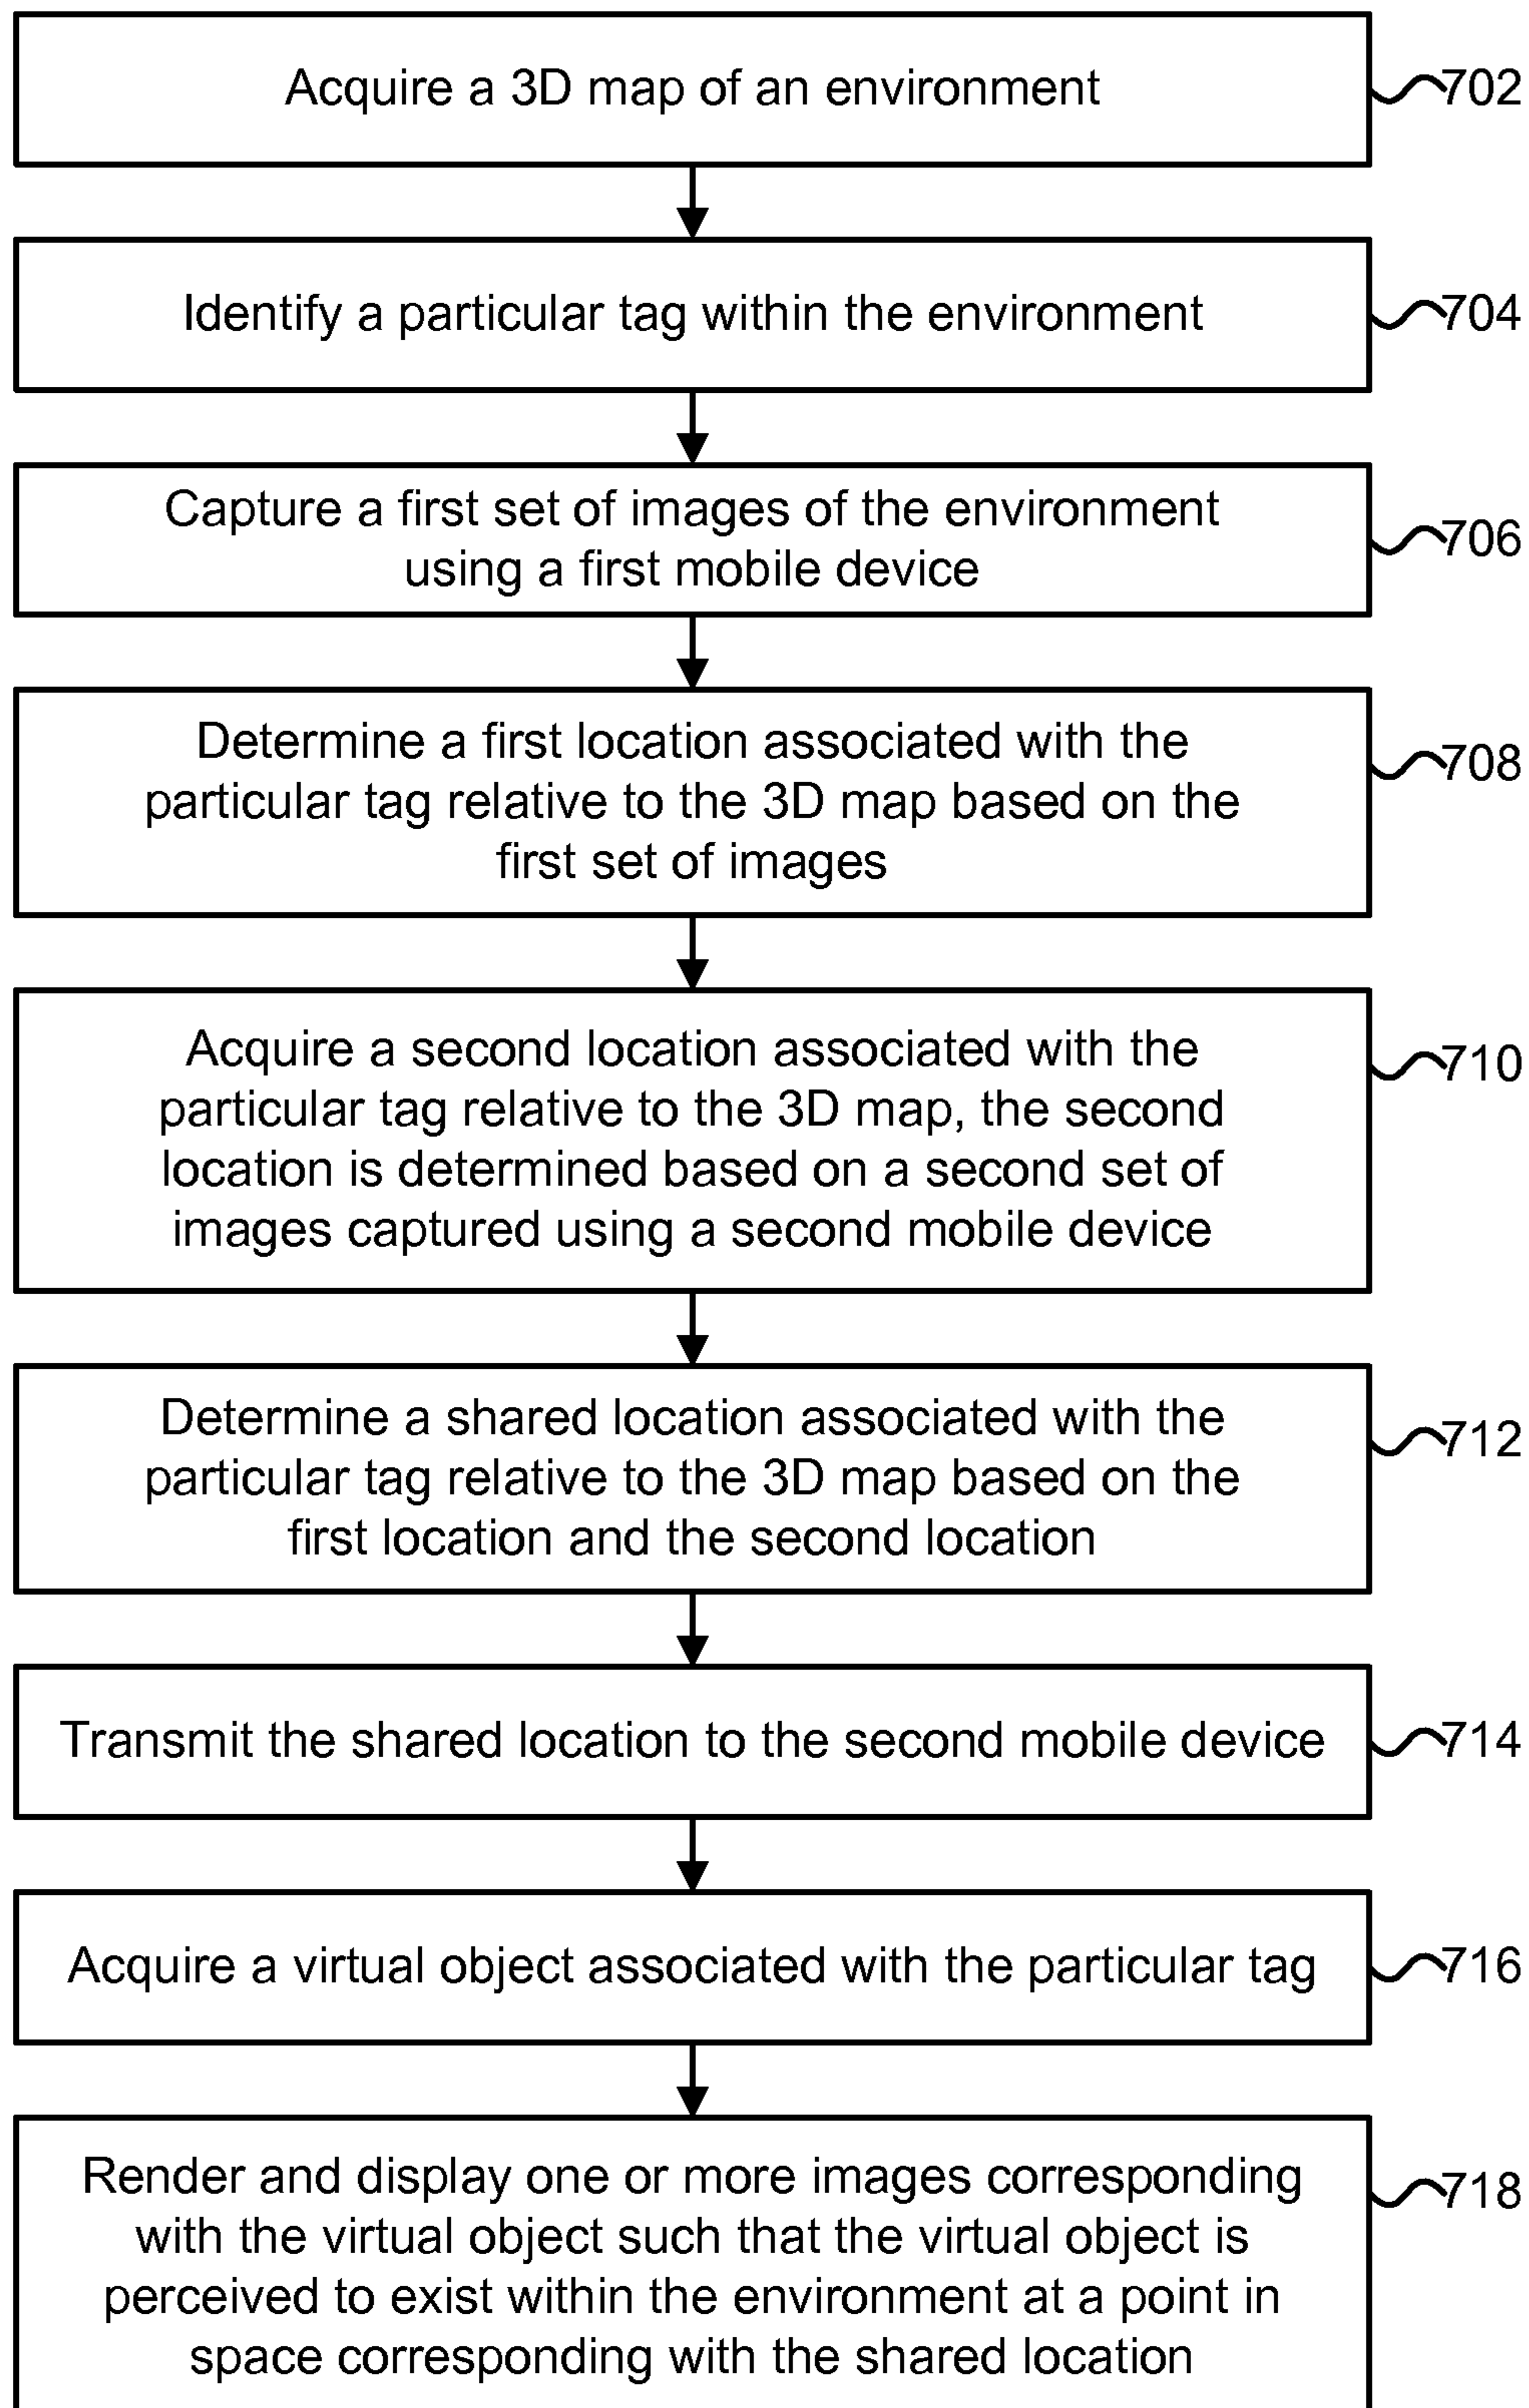 Acquire a 3D map of an environment
702
Identify a particular tag within the environment
704
Capture a first set of images of the environment
using a first mobile device
706
Determine a first location associated with the
particular tag relative to the 3D map based on the
first set of images
708
Acquire a second location associated with the
particular tag relative to the 3D map, the second
location is determined based on a second set of
images captured using a second mobile device
710
Determine a shared location associated with the
particular tag relative to the 3D map based on the
first location and the second location
712
Transmit the shared location to the second mobile device
714
Acquire a virtual object associated with the particular tag
716
Render and display one or more images corresponding
with the virtual object such that the virtual object is
perceived to exist within the environment at a point in
space corresponding with the shared location
718